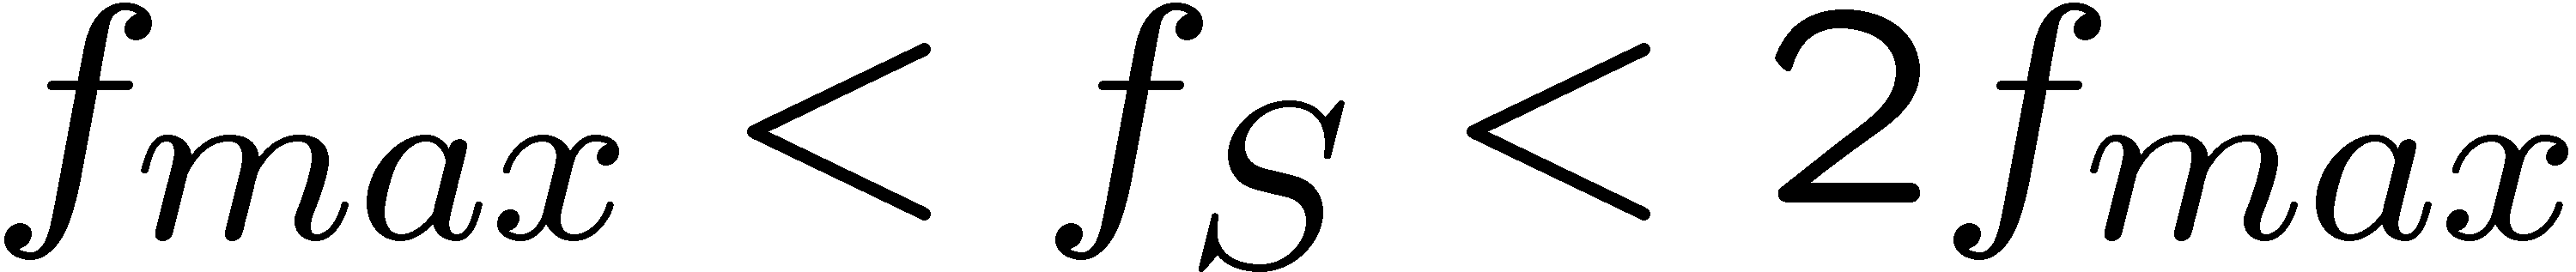 f_{max} < f_S < 2f_{max}